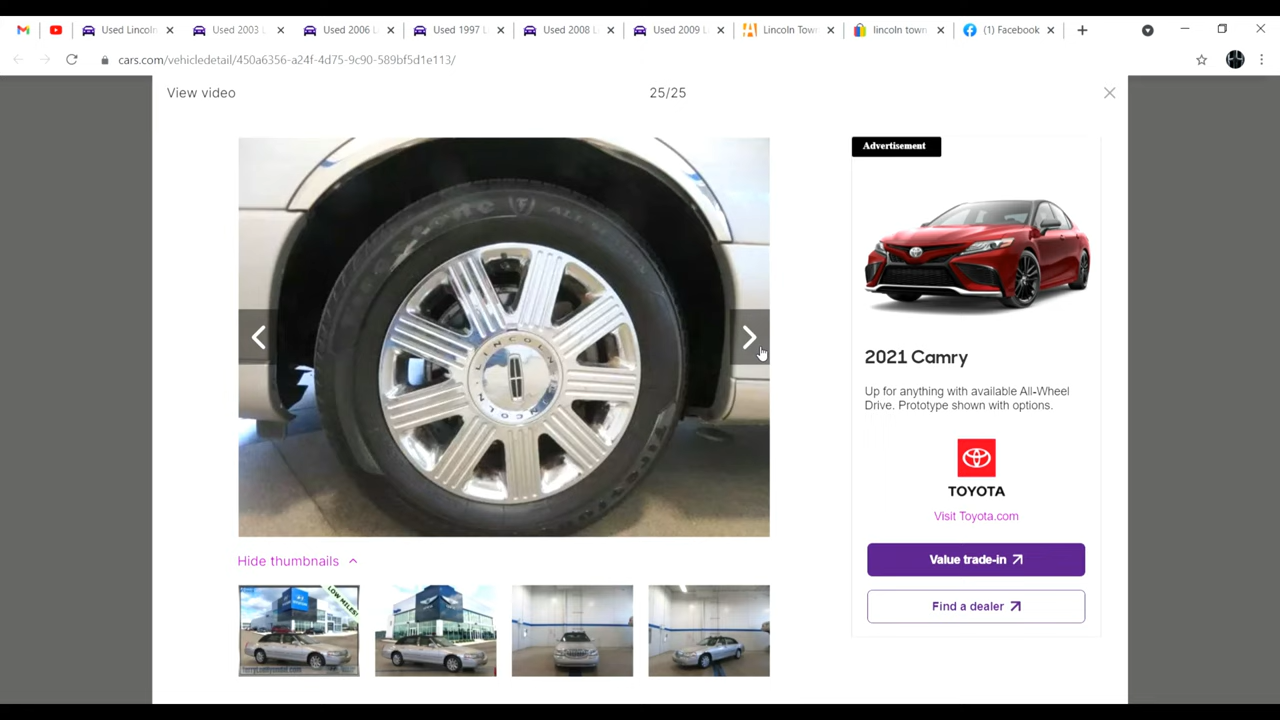 Used Lincoln
Used 2003
Used 2006 L
Used 1997 L
Used 2008 L
Used 2009 L
Lincoln Town
lincoln town
(1) Facebook
cars.com/vehicledetail/450a6356-a24f-4d75-9c90-589bf5d1e113/
View video
25/25
Advertisement
ALL
LINCOLN
LINCOLN
2021 Camry
Up for anything with available All-Wheel
Drive. Prototype shown with options.
TOYOTA
Visit Toyota.com
Hide thumbnails
Value trade-in
Find a dealer
LOW MILES!